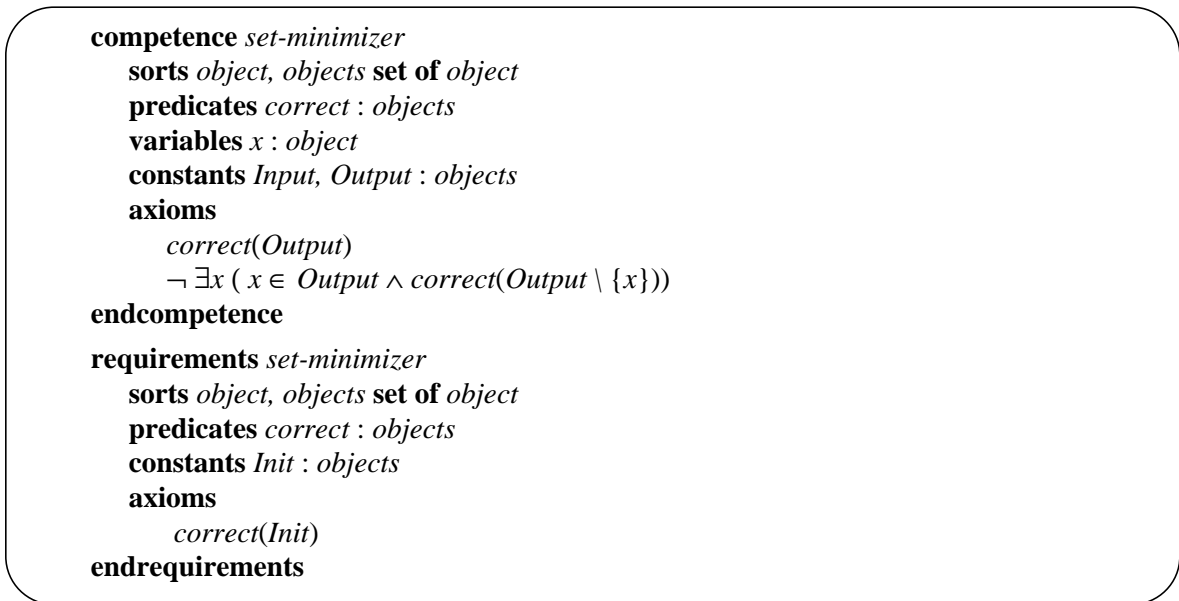 competence set-minimizer
sorts object, objects set of object
predicates correct : objects
variables x : object
constants Input, Output : objects
axioms
correct(Output)
¬ ∃x ( x ∈ Output ∧ correct(Output \ {x}))
endcompetence
requirements set-minimizer
sorts object, objects set of object
predicates correct : objects
constants Init : objects
axioms
correct(Init)
endrequirements